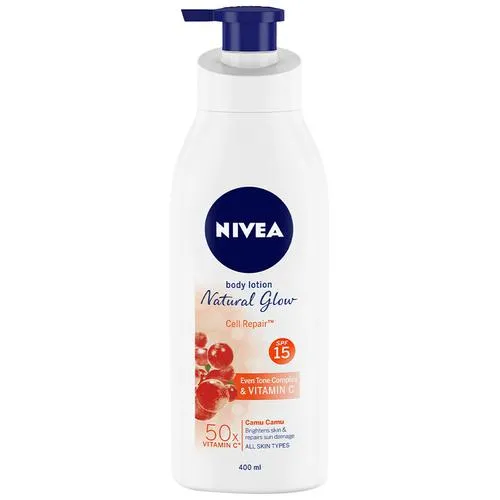 NIVEA
body lotion
Natural Glow
Cell Repair™
SPF
15
Even Tone Complex
& VITAMIN C
50x
VITAMIN C*
Camu Camu
Brightens skin &
repairs sun damage
ALL SKIN TYPES
400 ml